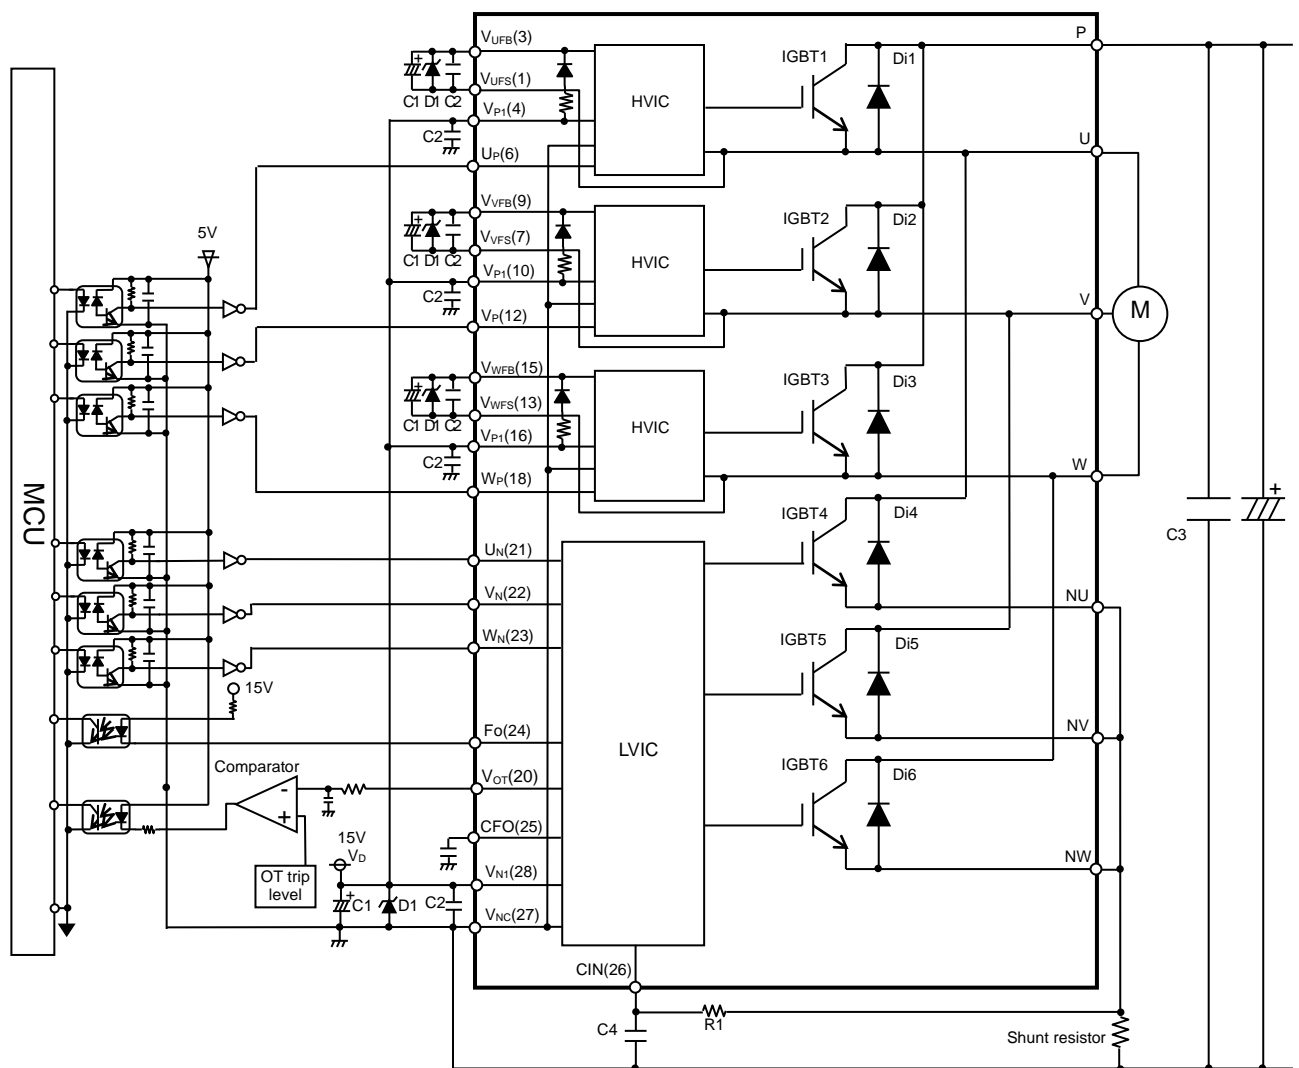 VUFB(3)
P
IGBT1
Di1
VUFS(1)
C1 D1 C2
HVIC
VP1(4)
C2
U
UP(6)
VVFB(9)
IGBT2
Di2
5V
VVFS(7)
C1 D1 C2
HVIC
VP1(10)
C2
V
M
VP(12)
VWFB(15)
IGBT3
Di3
VWFS(13)
C1 D1 C2
HVIC
VP1(16)
C2
W
WP(18)
MCU
IGBT4
Di4
C3
+
UN(21)
VN(22)
NU
WN(23)
IGBT5
Di5
15V
Fo(24)
NV
LVIC
Comparator
VOT(20)
IGBT6
Di6
-
+
CFO(25)
15V
VD
NW
OT trip
level
VN1(28)
+
C1 D1 C2
VNC(27)
CIN(26)
C4
R1
Shunt resistor